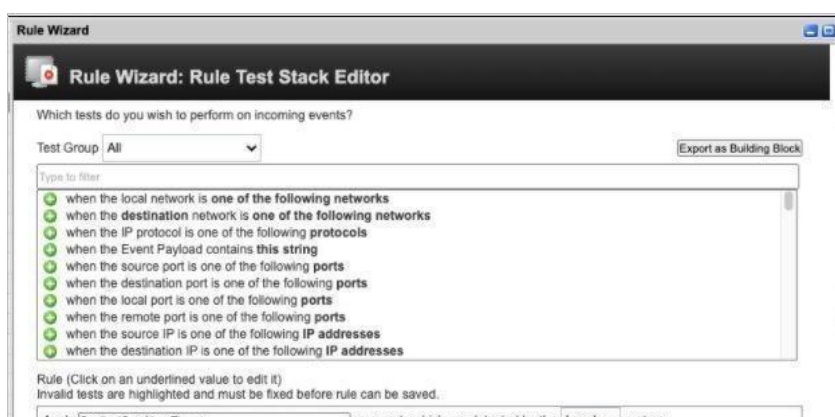 Rule Wizard
Rule Wizard: Rule Test Stack Editor
Which tests do you wish to perform on incoming events?
Test Group All
Export as Building Block
Type to filter
when the local network is one of the following networks
when the destination network is one of the following networks
when the IP protocol is one of the following protocols
when the Event Payload contains this string
when the source port is one of the following ports
when the destination port is one of the following ports
when the local port is one of the following ports
when the remote port is one of the following ports
when the source IP is one of the following IP addresses
when the destination IP is one of the following IP addresses
Rule (Click on an underlined value to edit it)
Invalid tests are highlighted and must be fixed before rule can be saved.